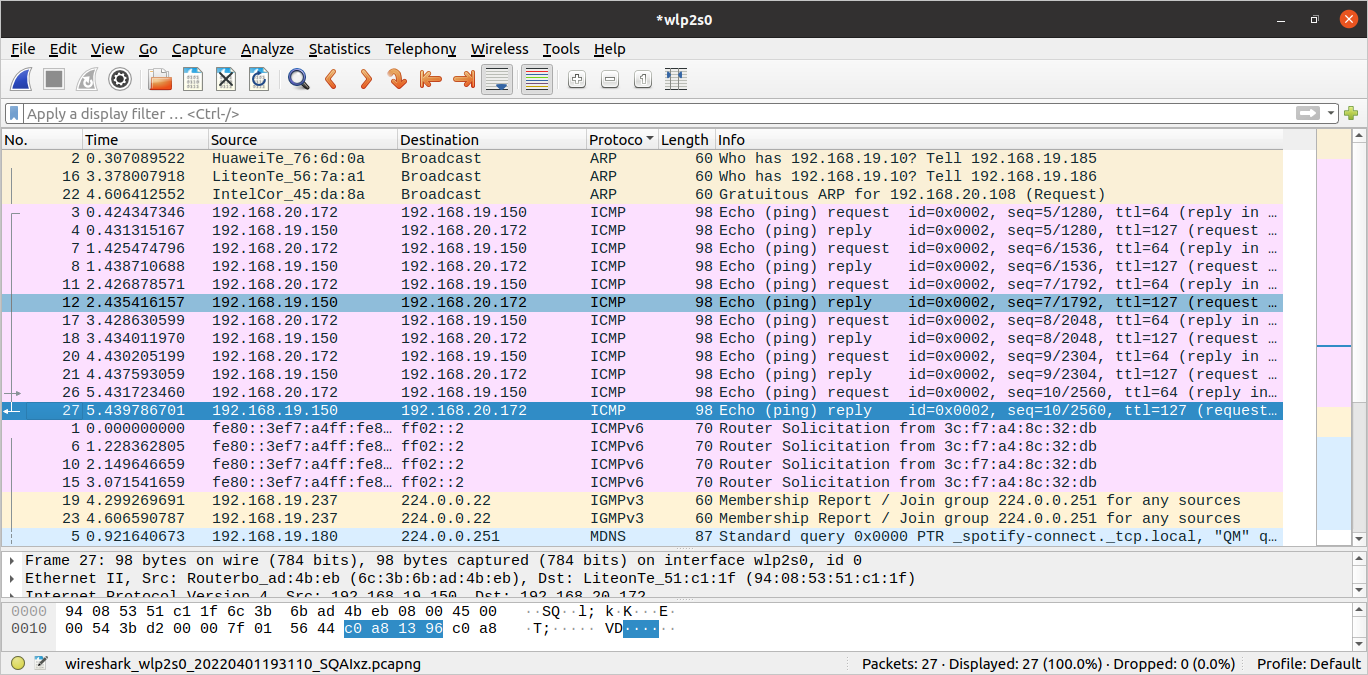 *wlp2s0
File Edit View Go Capture Analyze Statistics Telephony Wireless Tools Help
Apply a display filter … <Ctrl-/>
No. Time Source Destination Protoco Length Info
2 0.307089522 HuaweiTe_76:6d:0a Broadcast ARP 60 Who has 192.168.19.10? Tell 192.168.19.185
16 3.378007918 LiteonTe_56:7a:a1 Broadcast ARP 60 Who has 192.168.19.10? Tell 192.168.19.186
22 4.606412552 IntelCor_45:da:8a Broadcast ARP 60 Gratuitous ARP for 192.168.20.108 (Request)
3 0.424347346 192.168.20.172 192.168.19.150 ICMP 98 Echo (ping) request id=0x0002, seq=5/1280, ttl=64 (reply in …
4 0.431315167 192.168.19.150 192.168.20.172 ICMP 98 Echo (ping) reply id=0x0002, seq=5/1280, ttl=127 (request …
7 1.425474796 192.168.20.172 192.168.19.150 ICMP 98 Echo (ping) request id=0x0002, seq=6/1536, ttl=64 (reply in …
8 1.438710688 192.168.19.150 192.168.20.172 ICMP 98 Echo (ping) reply id=0x0002, seq=6/1536, ttl=127 (request …
11 2.426878571 192.168.20.172 192.168.19.150 ICMP 98 Echo (ping) request id=0x0002, seq=7/1792, ttl=64 (reply in …
12 2.435416157 192.168.19.150 192.168.20.172 ICMP 98 Echo (ping) reply id=0x0002, seq=7/1792, ttl=127 (request …
17 3.428630599 192.168.20.172 192.168.19.150 ICMP 98 Echo (ping) request id=0x0002, seq=8/2048, ttl=64 (reply in …
18 3.434011970 192.168.19.150 192.168.20.172 ICMP 98 Echo (ping) reply id=0x0002, seq=8/2048, ttl=127 (request …
20 4.430205199 192.168.20.172 192.168.19.150 ICMP 98 Echo (ping) request id=0x0002, seq=9/2304, ttl=64 (reply in …
21 4.437593059 192.168.19.150 192.168.20.172 ICMP 98 Echo (ping) reply id=0x0002, seq=9/2304, ttl=127 (request …
26 5.431723460 192.168.20.172 192.168.19.150 ICMP 98 Echo (ping) request id=0x0002, seq=10/2560, ttl=64 (reply in…
27 5.439786701 192.168.19.150 192.168.20.172 ICMP 98 Echo (ping) reply id=0x0002, seq=10/2560, ttl=127 (request…
1 0.000000000 fe80::3ef7:a4ff:fe8… ff02::2 ICMPv6 70 Router Solicitation from 3c:f7:a4:8c:32:db
6 1.228362805 fe80::3ef7:a4ff:fe8… ff02::2 ICMPv6 70 Router Solicitation from 3c:f7:a4:8c:32:db
10 2.149646659 fe80::3ef7:a4ff:fe8… ff02::2 ICMPv6 70 Router Solicitation from 3c:f7:a4:8c:32:db
15 3.071541659 fe80::3ef7:a4ff:fe8… ff02::2 ICMPv6 70 Router Solicitation from 3c:f7:a4:8c:32:db
19 4.299269691 192.168.19.237 224.0.0.22 IGMPv3 60 Membership Report / Join group 224.0.0.251 for any sources
23 4.606590787 192.168.19.237 224.0.0.22 IGMPv3 60 Membership Report / Join group 224.0.0.251 for any sources
5 0.921640673 192.168.19.180 224.0.0.251 MDNS 87 Standard query 0x0000 PTR _spotify-connect._tcp.local, "QM" q…
Frame 27: 98 bytes on wire (784 bits), 98 bytes captured (784 bits) on interface wlp2s0, id 0
Ethernet II, Src: Routerbo_ad:4b:eb (6c:3b:6b:ad:4b:eb), Dst: LiteonTe_51:c1:1f (94:08:53:51:c1:1f)
Internet Protocol Version 4, Src: 192.168.19.150, Dst: 192.168.20.172
0000 94 08 53 51 c1 1f 6c 3b 6b ad 4b eb 08 00 45 00 ··SQ··l; k·K···E·
0010 00 54 3b d2 00 00 7f 01 56 44 c0 a8 13 96 c0 a8 ·T;····· VD······
wireshark_wlp2s0_20220401193110_SQAIxz.pcapng Packets: 27 · Displayed: 27 (100.0%) · Dropped: 0 (0.0%) Profile: Default